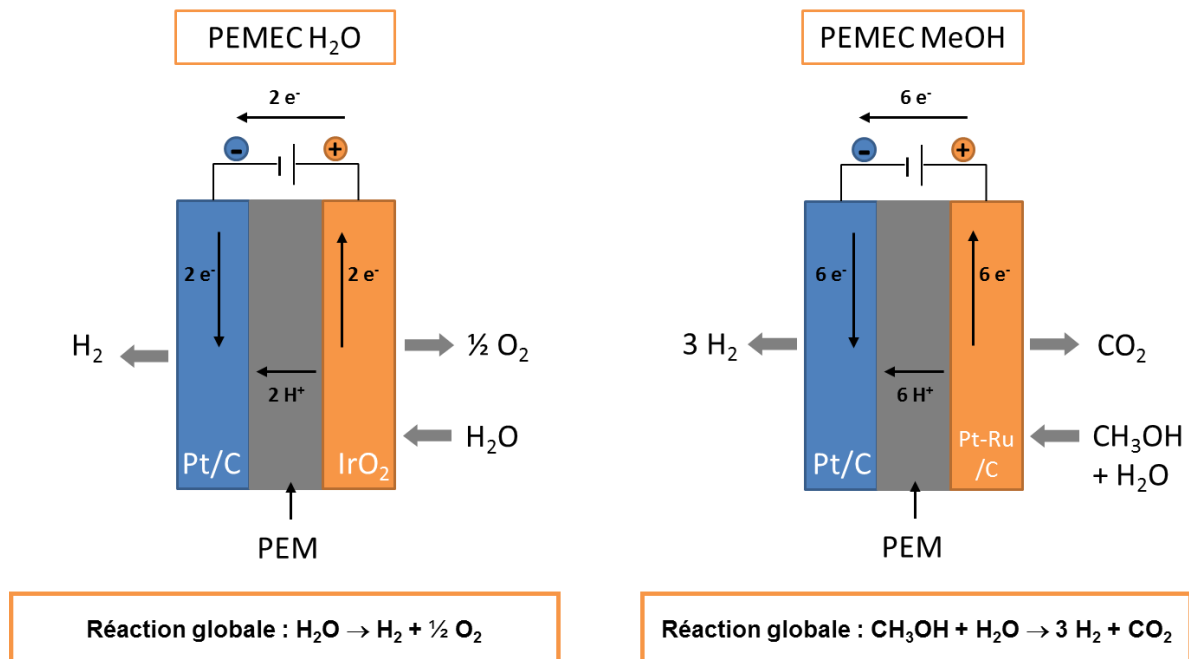 PEMEC H₂O
2 e⁻
-
+
2 e⁻
2 e⁻
H₂
½ O₂
2 H⁺
H₂O
Pt/C
IrO₂
PEM
Réaction globale : H₂O → H₂ + ½ O₂
PEMEC MeOH
6 e⁻
-
+
6 e⁻
6 e⁻
3 H₂
CO₂
6 H⁺
CH₃OH
+ H₂O
Pt/C
Pt-Ru
/C
PEM
Réaction globale : CH₃OH + H₂O → 3 H₂ + CO₂